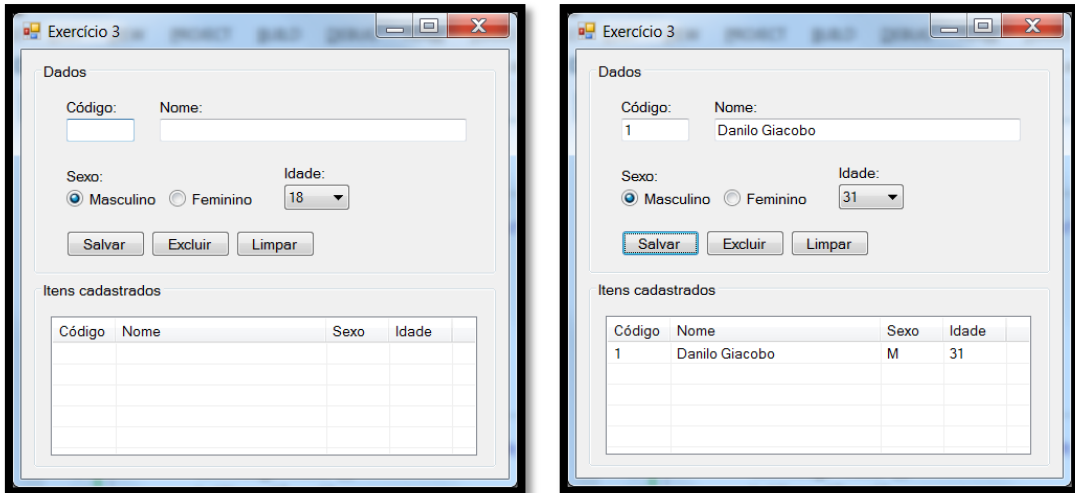 Exercício 3
Dados
Código: Nome:
Sexo: Idade:
Masculino Feminino 18
Salvar Excluir Limpar
Itens cadastrados
Código Nome Sexo Idade
Exercício 3
PROJECT BUILD
Dados
Código: Nome:
1 Danilo Giacobo
Sexo: Idade:
Masculino Feminino 31
Salvar Excluir Limpar
Itens cadastrados
Código Nome Sexo Idade
1 Danilo Giacobo M 31